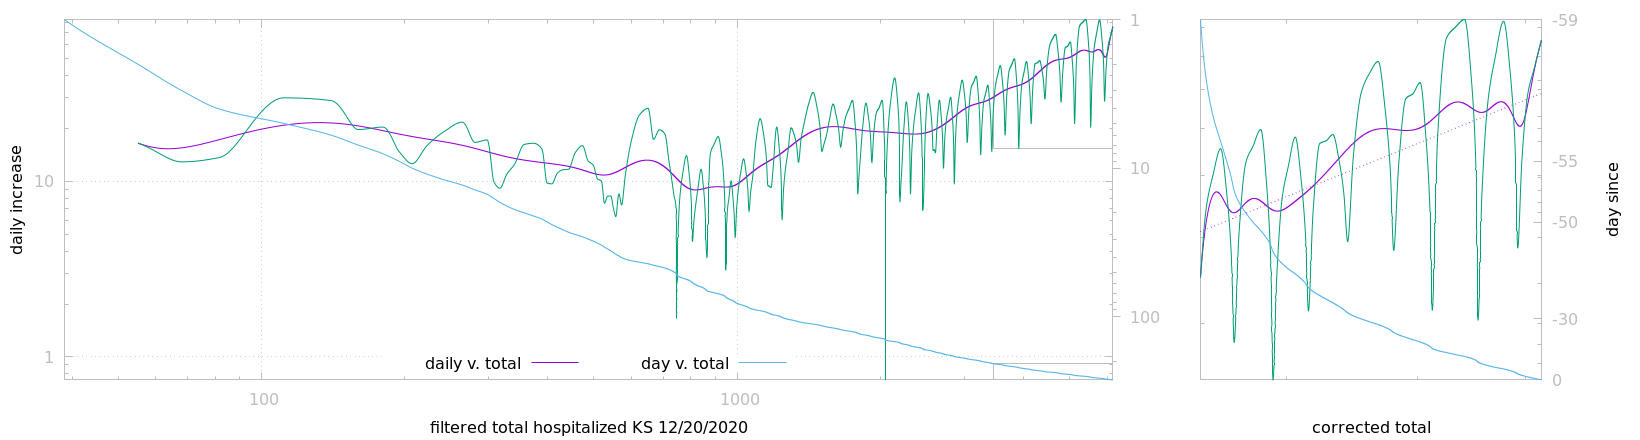 daily increase
10
1
100
1000
1
10
100
daily v. total
day v. total
filtered total hospitalized KS 12/20/2020
-59
-55
-50
-30
0
day since
corrected total